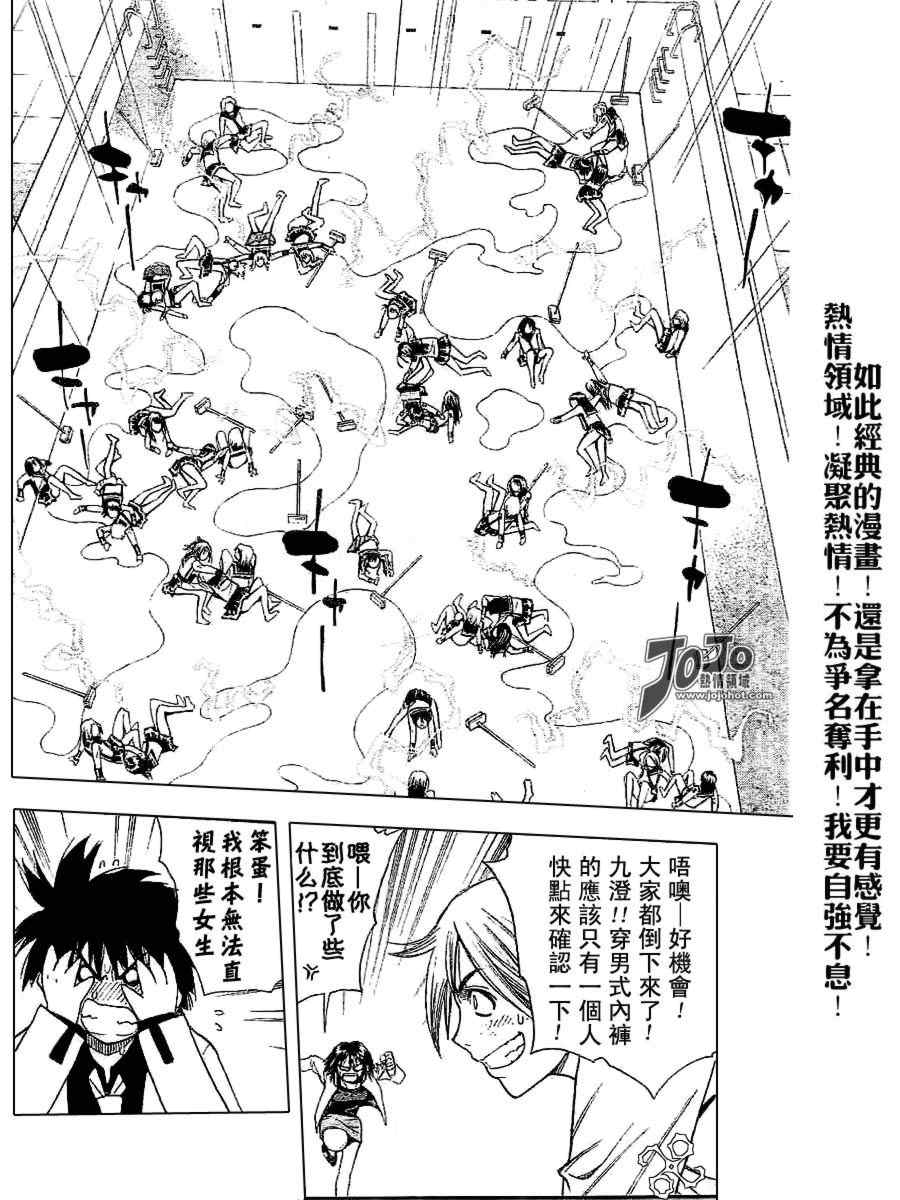 如此經典的漫畫！還是拿在手中才更有感覺！
熱情領域！凝聚熱情！不為爭名奪利！我要自強不息！
JOJO
熱情領域
www.jojohot.com
唔噢—好機會！
大家都倒下來了！
九澄!!穿男式內褲
的應該只有一個人
快點來確認一下！
喂—你
到底做了些
什么!?
笨蛋！
我根本無法直
視那些女生